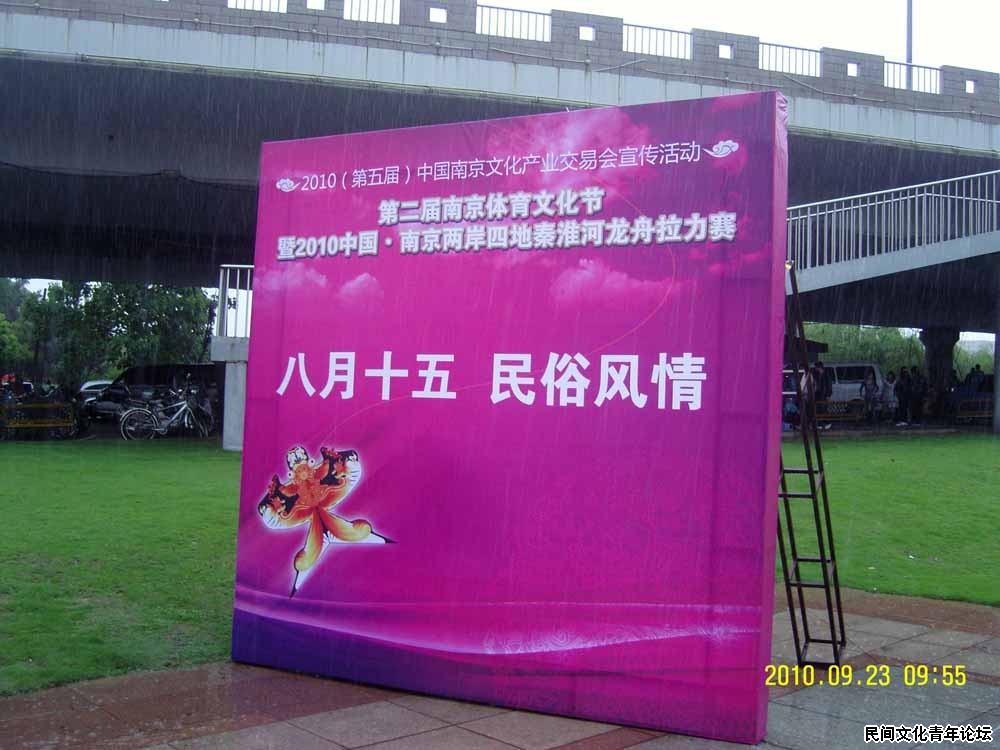 2010（第五届）中国南京文化产业交易会宣传活动
第二届南京体育文化节
暨2010中国·南京两岸四地秦淮河龙舟拉力赛
八月十五 民俗风情
2010.09.23 09:55
民间文化青年论坛